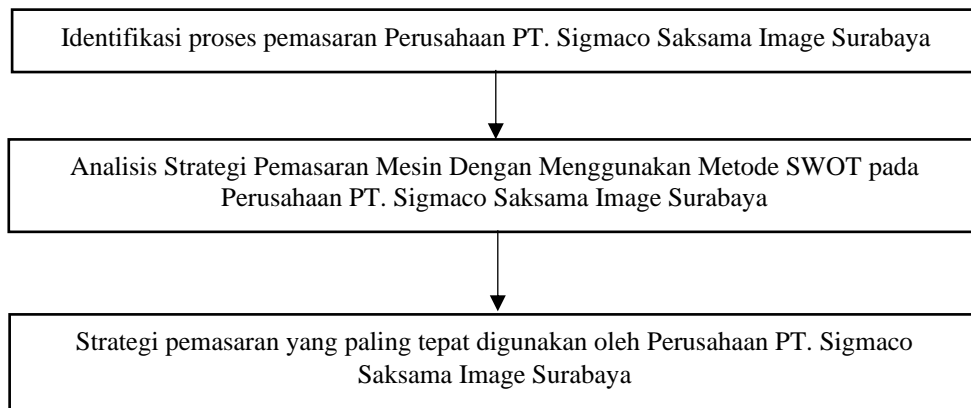 Identifikasi proses pemasaran Perusahaan PT. Sigmaco Saksama Image Surabaya
Analisis Strategi Pemasaran Mesin Dengan Menggunakan Metode SWOT pada
Perusahaan PT. Sigmaco Saksama Image Surabaya
Strategi pemasaran yang paling tepat digunakan oleh Perusahaan PT. Sigmaco
Saksama Image Surabaya